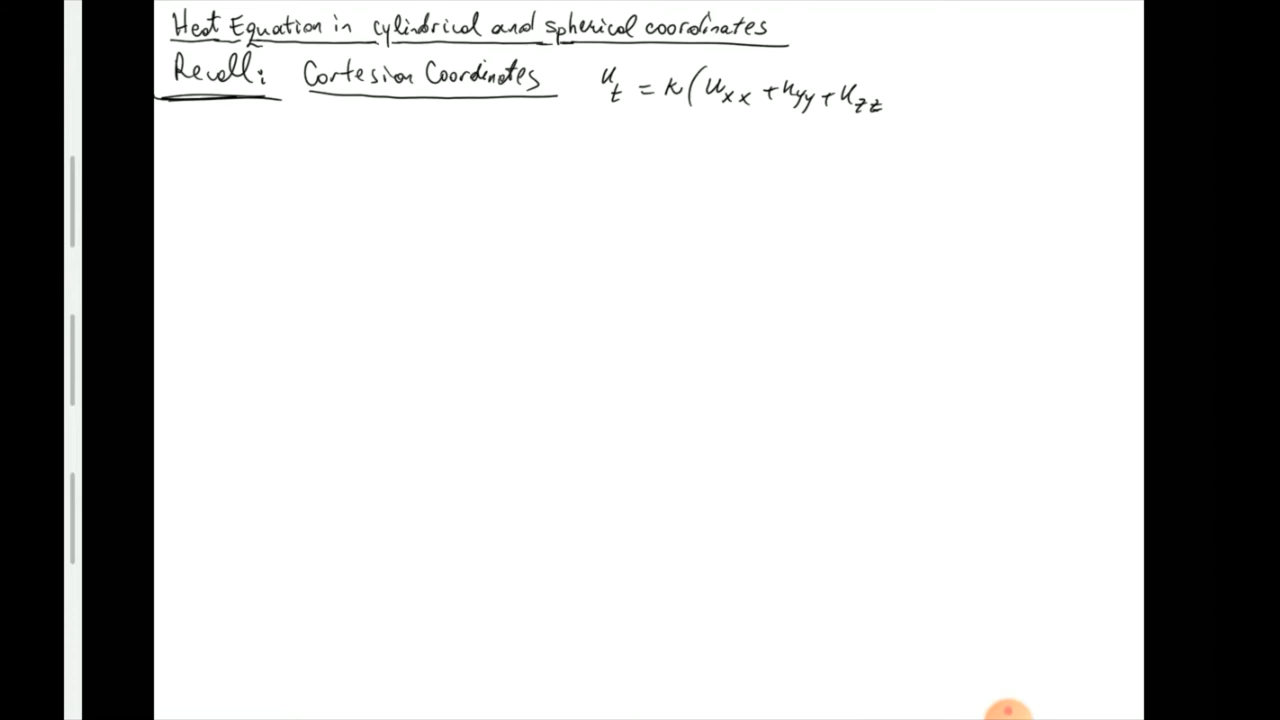 Heat Equation in cylindrical and spherical coordinates
Recall: Cartesian Coordinates u_t = k(u_xx + u_yy + u_zz